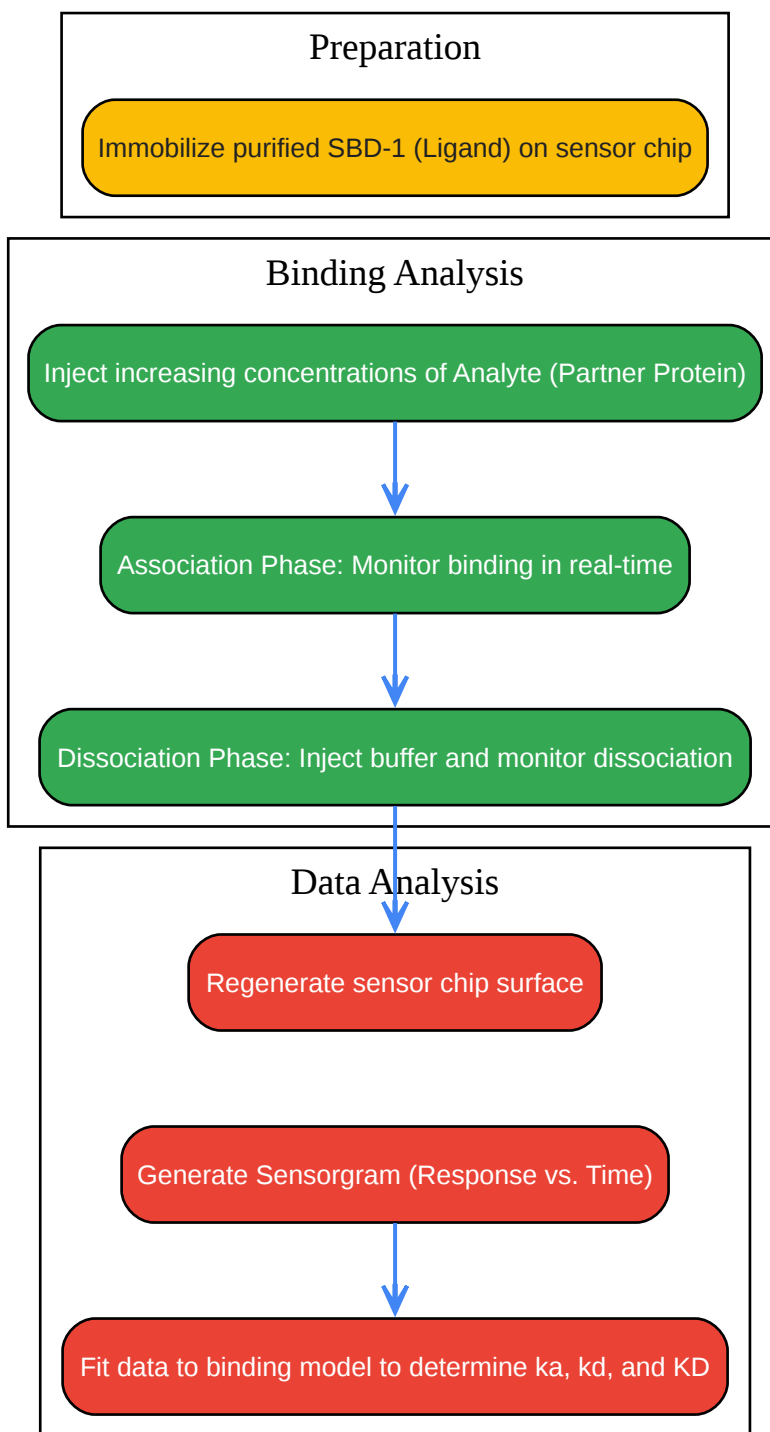 Preparation
Immobilize purified SBD-1 (Ligand) on sensor chip
Binding Analysis
Inject increasing concentrations of Analyte (Partner Protein)
Association Phase: Monitor binding in real-time
Dissociation Phase: Inject buffer and monitor dissociation
Data Analysis
Regenerate sensor chip surface
Generate Sensorgram (Response vs. Time)
Fit data to binding model to determine ka, kd, and KD